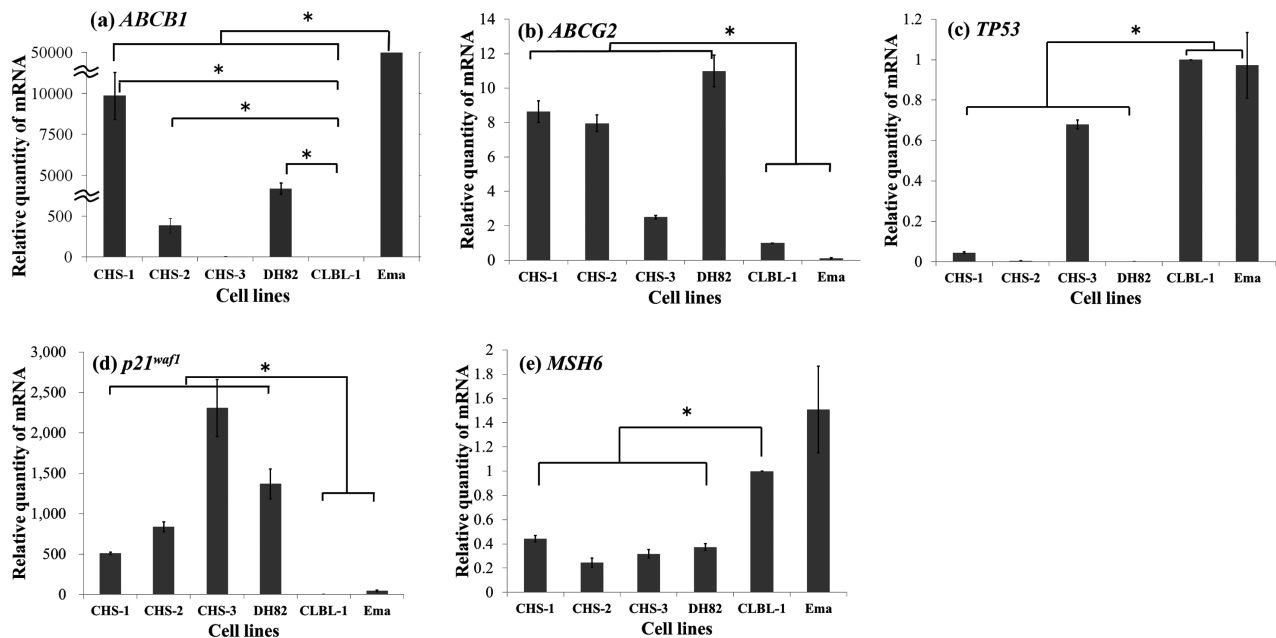 (a) ABCB1
*
50000
*
10000
*
7500
*
5000
500
0
CHS-1 CHS-2 CHS-3 DH82 CLBL-1 Ema
Cell lines
Relative quantity of mRNA
(b) ABCG2
*
14
12
10
8
6
4
2
0
CHS-1 CHS-2 CHS-3 DH82 CLBL-1 Ema
Cell lines
Relative quantity of mRNA
(c) TP53
*
1.2
1
0.8
0.6
0.4
0.2
0
CHS-1 CHS-2 CHS-3 DH82 CLBL-1 Ema
Cell lines
Relative quantity of mRNA
(d) p21waf1
*
3,000
2,500
2,000
1,500
1,000
500
0
CHS-1 CHS-2 CHS-3 DH82 CLBL-1 Ema
Cell lines
Relative quantity of mRNA
(e) MSH6
*
2
1.8
1.6
1.4
1.2
1
0.8
0.6
0.4
0.2
0
CHS-1 CHS-2 CHS-3 DH82 CLBL-1 Ema
Cell lines
Relative quantity of mRNA